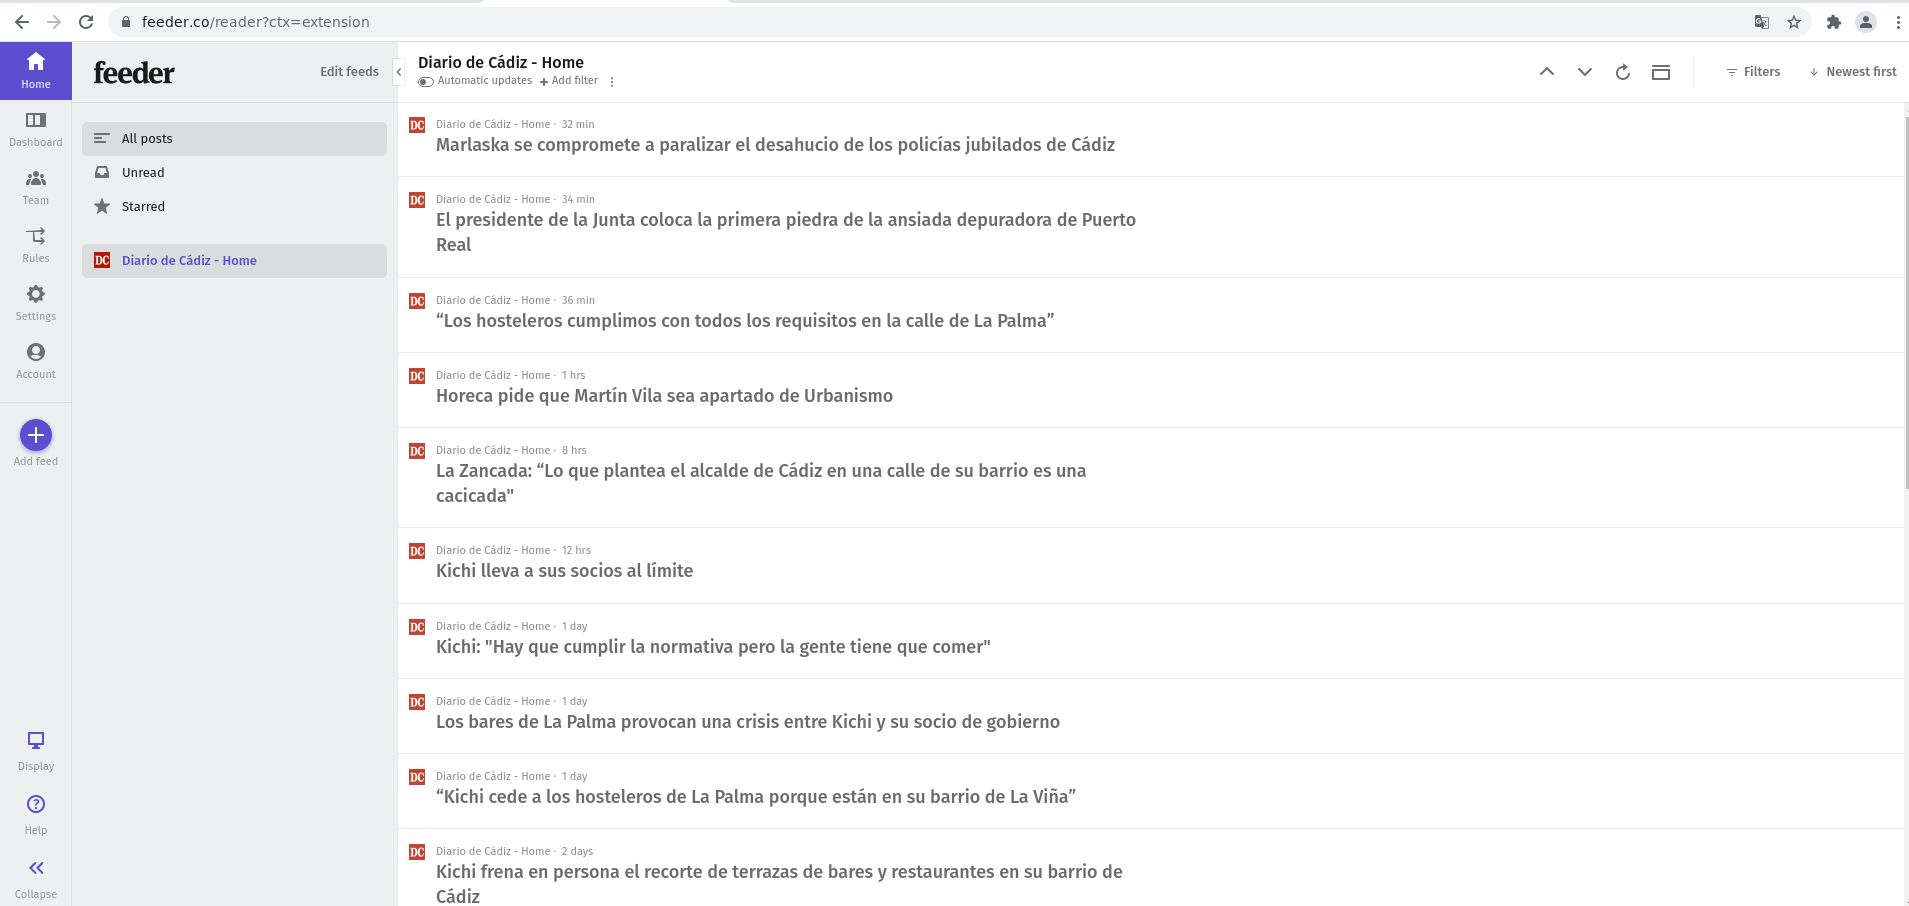 feeder.co/reader?ctx=extension
Home
Dashboard
Team
Rules
Settings
Account
Add feed
Display
Help
Collapse
feeder
Edit feeds
All posts
Unread
Starred
DC Diario de Cádiz - Home
Diario de Cádiz - Home
Automatic updates + Add filter
Filters
Newest first
DC Diario de Cádiz - Home · 32 min
Marlaska se compromete a paralizar el desahucio de los policías jubilados de Cádiz
DC Diario de Cádiz - Home · 34 min
El presidente de la Junta coloca la primera piedra de la ansiada depuradora de Puerto
Real
DC Diario de Cádiz - Home · 36 min
“Los hosteleros cumplimos con todos los requisitos en la calle de La Palma”
DC Diario de Cádiz - Home · 1 hrs
Horeca pide que Martín Vila sea apartado de Urbanismo
DC Diario de Cádiz - Home · 8 hrs
La Zancada: “Lo que plantea el alcalde de Cádiz en una calle de su barrio es una
cacicada"
DC Diario de Cádiz - Home · 12 hrs
Kichi lleva a sus socios al límite
DC Diario de Cádiz - Home · 1 day
Kichi: "Hay que cumplir la normativa pero la gente tiene que comer"
DC Diario de Cádiz - Home · 1 day
Los bares de La Palma provocan una crisis entre Kichi y su socio de gobierno
DC Diario de Cádiz - Home · 1 day
“Kichi cede a los hosteleros de La Palma porque están en su barrio de La Viña”
DC Diario de Cádiz - Home · 2 days
Kichi frena en persona el recorte de terrazas de bares y restaurantes en su barrio de
Cádiz